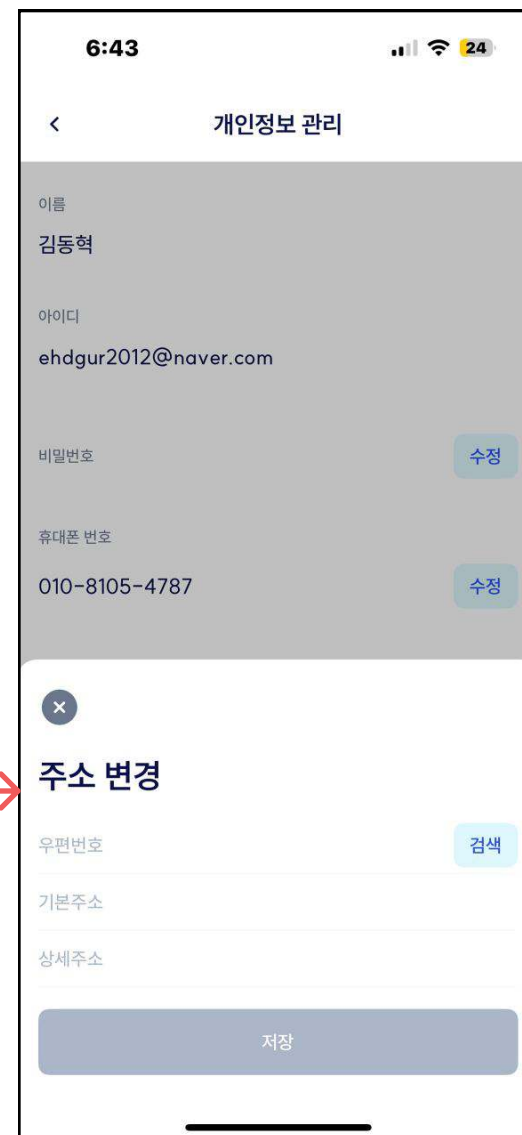 6:43
24
개인정보 관리
이름
김동혁
아이디
ehdgur2012@naver.com
비밀번호
수정
휴대폰 번호
010-8105-4787
수정
주소 변경
우편번호
검색
기본주소
상세주소
저장